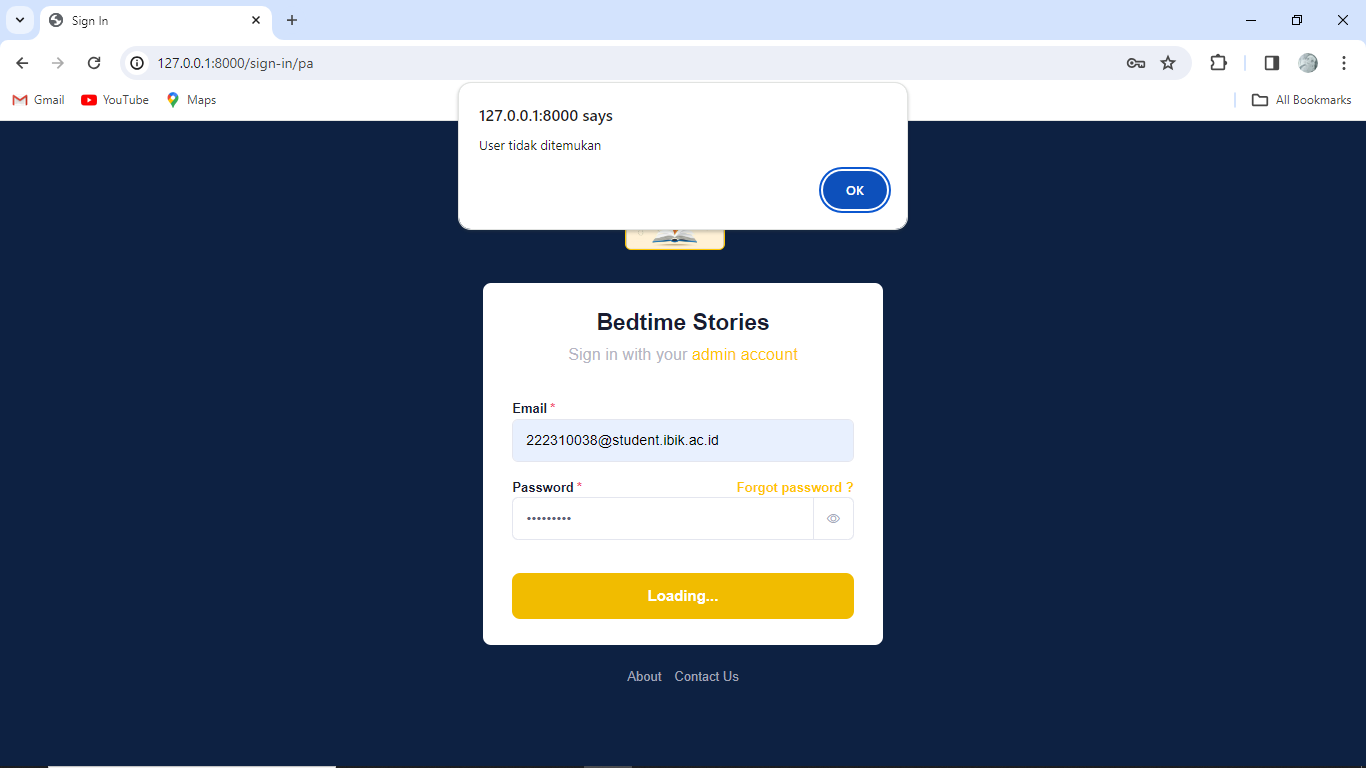 Sign In
127.0.0.1:8000/sign-in/pa
Gmail
YouTube
Maps
All Bookmarks
127.0.0.1:8000 says
User tidak ditemukan
OK
Bedtime Stories
Sign in with your admin account
Email *
222310038@student.ibik.ac.id
Password *
Forgot password ?
•••••••••
Loading...
About
Contact Us